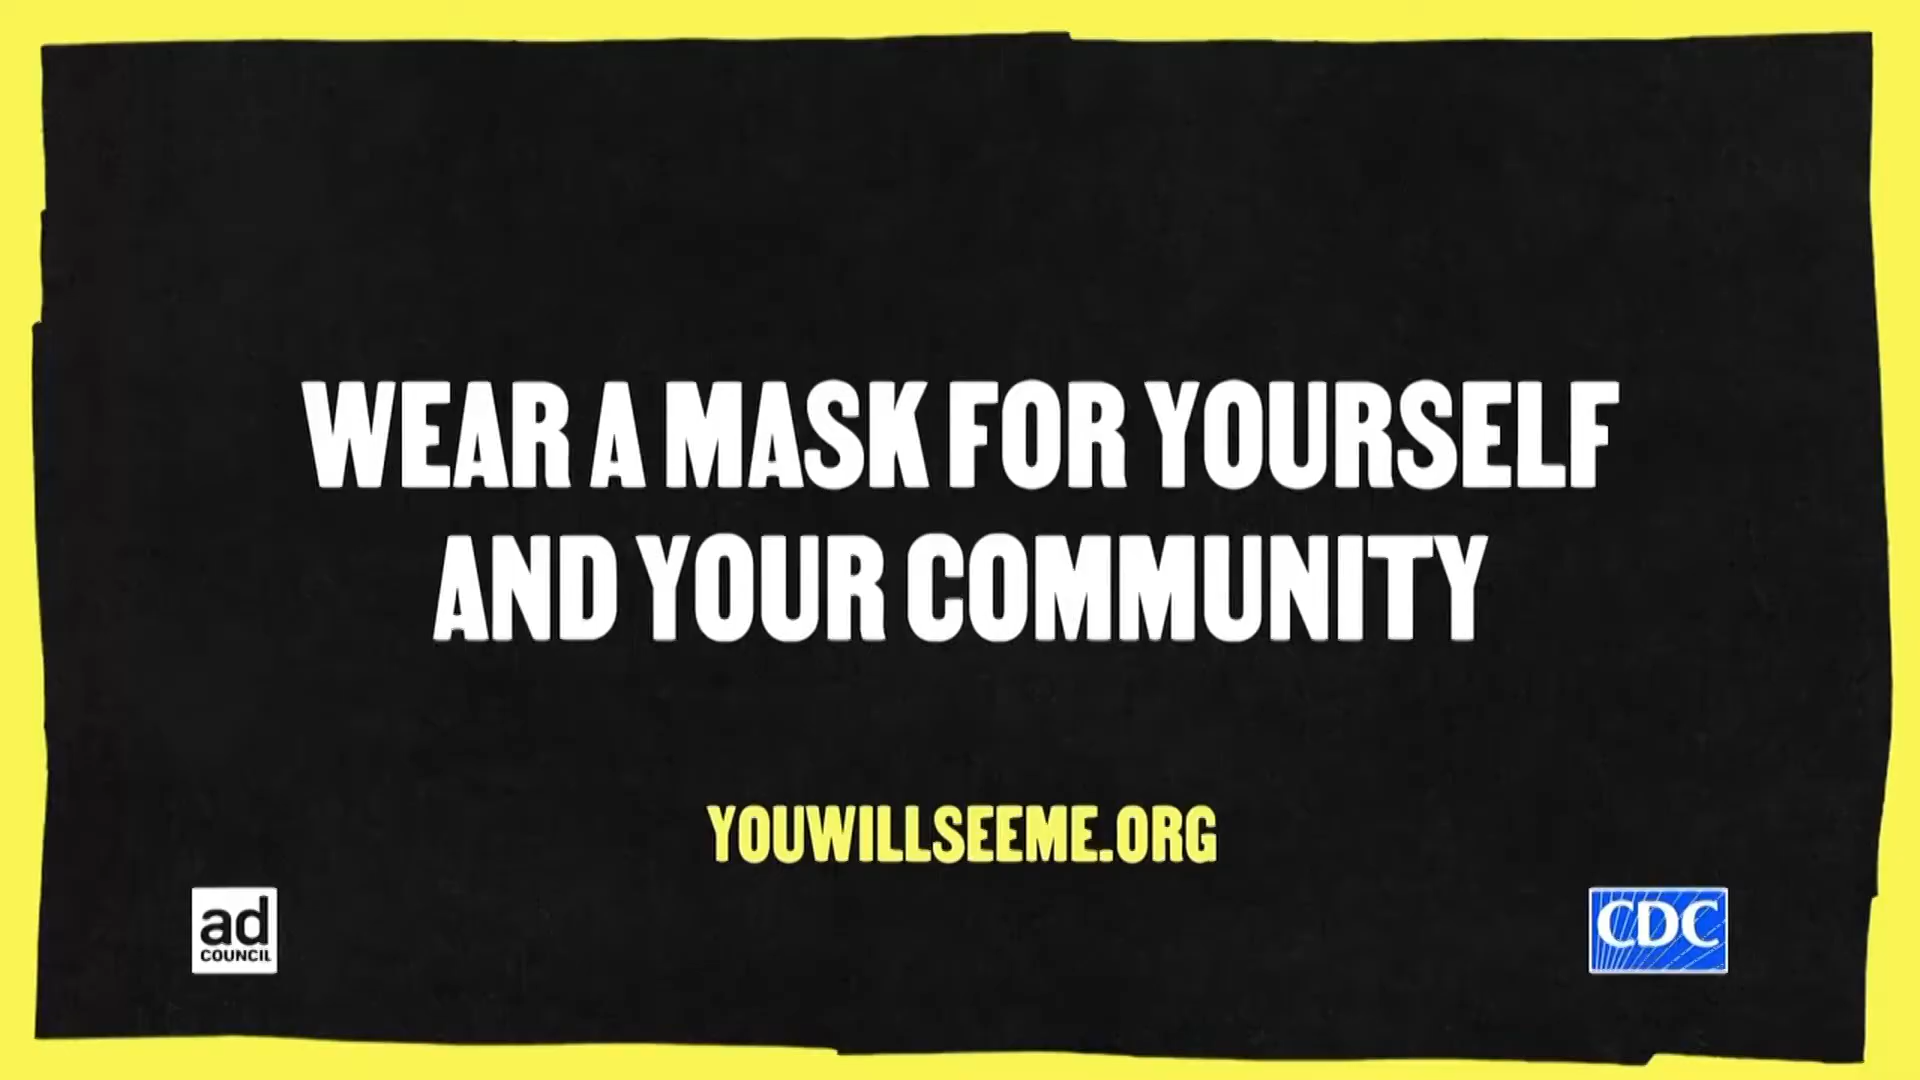 WEAR A MASK FOR YOURSELF
AND YOUR COMMUNITY
YOUWILLSEEME.ORG
ad
COUNCIL
CDC